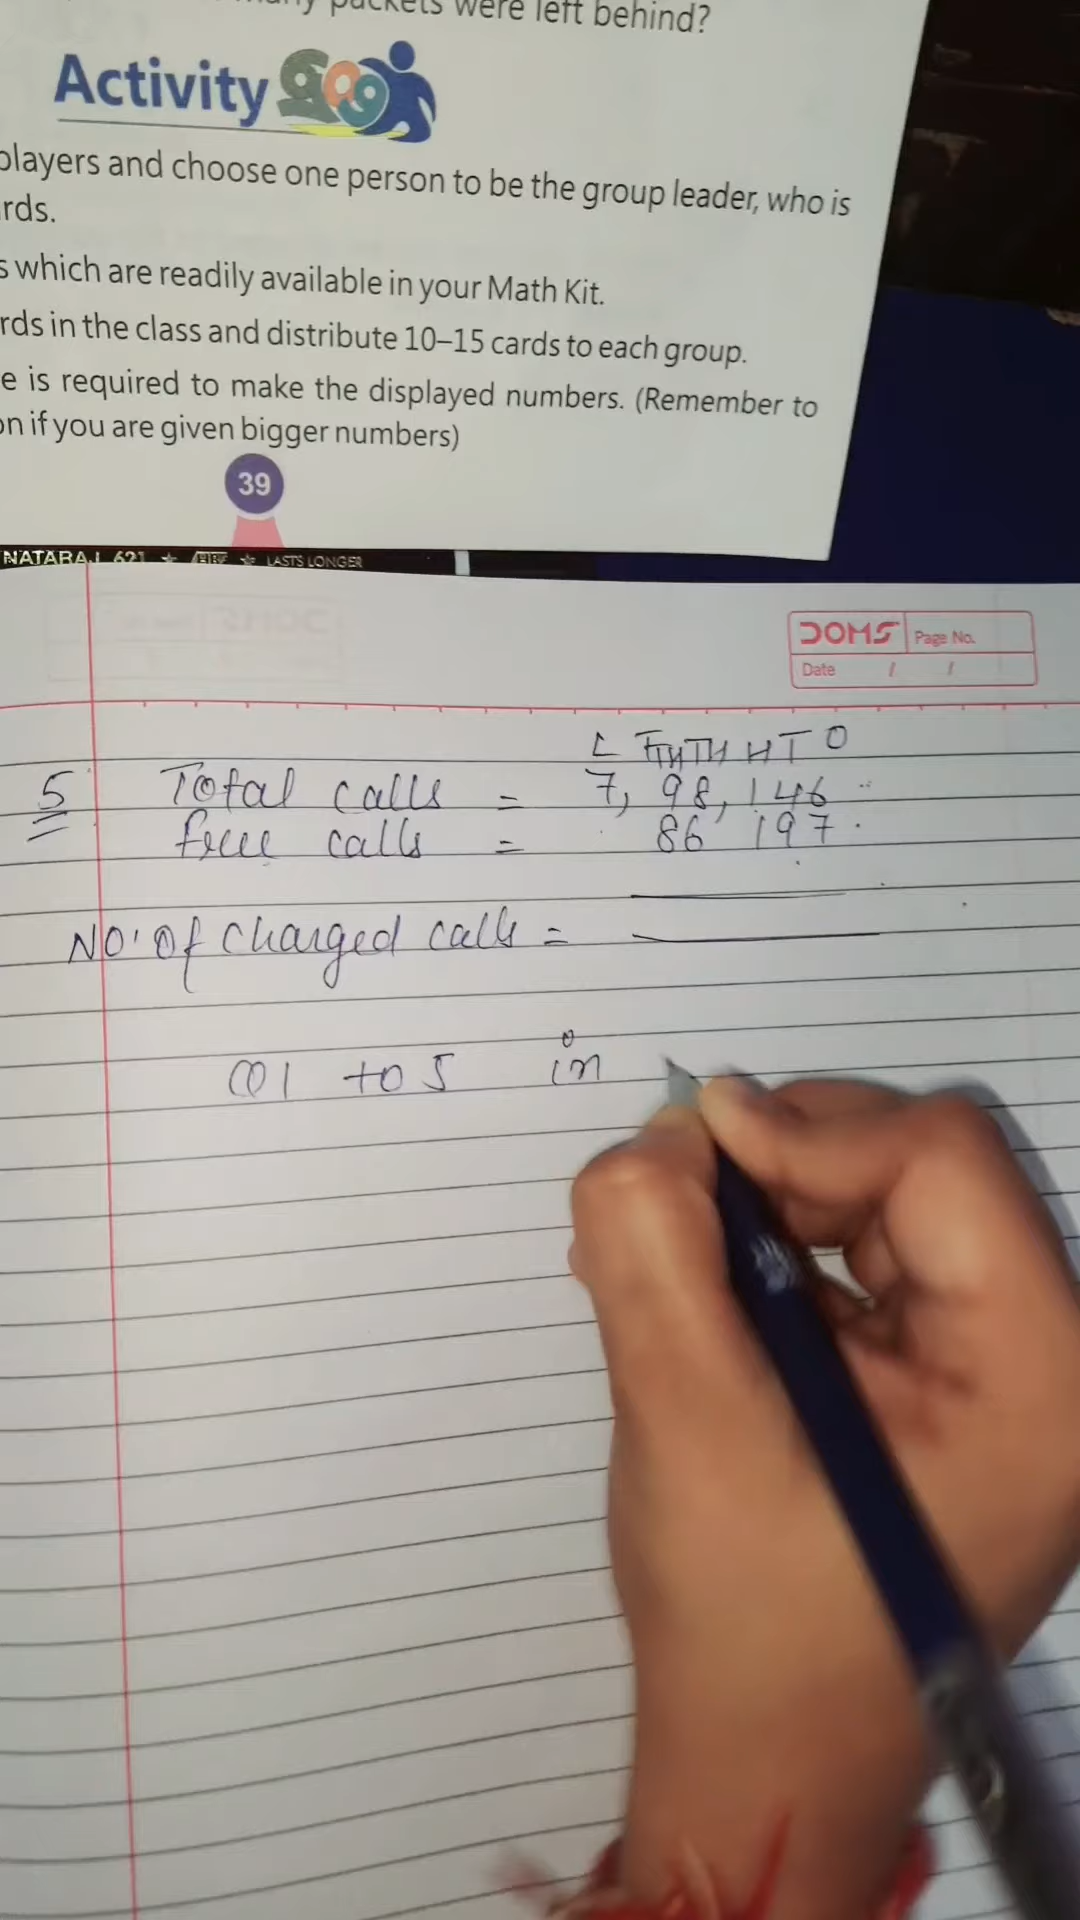 packets were left behind?
Activity
players and choose one person to be the group leader, who is
rds.
s which are readily available in your Math Kit.
rds in the class and distribute 10–15 cards to each group.
e is required to make the displayed numbers. (Remember to
on if you are given bigger numbers)
39
NATARAJ 621 ★ HB ★ LASTS LONGER
DOMS Page No.
Date / /
L TTH TH H T O
5 Total calls = 7, 98, 146
free calls = 86 197
NO. Of charged calls =
Q1 to 5 in